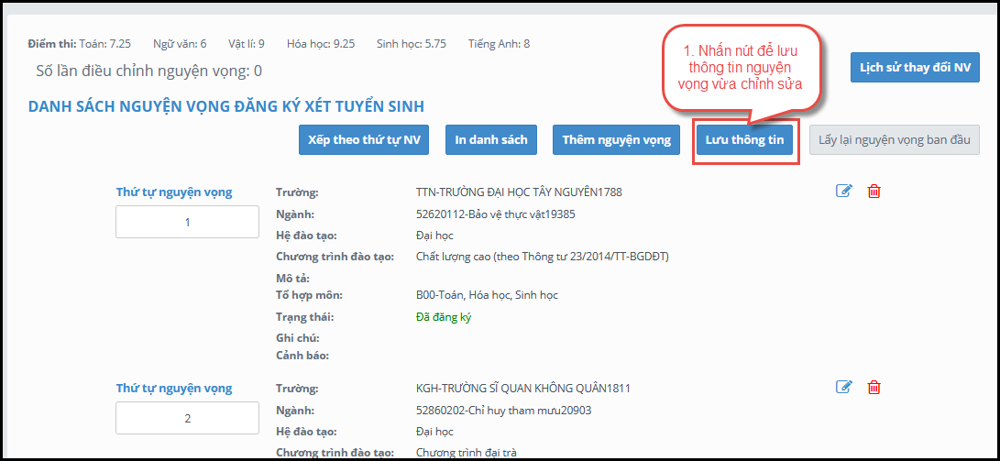 Điểm thi: Toán: 7.25 Ngữ văn: 6 Vật lí: 9 Hóa học: 9.25 Sinh học: 5.75 Tiếng Anh: 8
1. Nhấn nút để lưu
thông tin nguyện
vọng vừa chỉnh sửa
Số lần điều chỉnh nguyện vọng: 0
Lịch sử thay đổi NV
DANH SÁCH NGUYỆN VỌNG ĐĂNG KÝ XÉT TUYỂN SINH
Xếp theo thứ tự NV In danh sách Thêm nguyện vọng Lưu thông tin Lấy lại nguyện vọng ban đầu
Thứ tự nguyện vọng
1
Trường: TTN-TRƯỜNG ĐẠI HỌC TÂY NGUYÊN1788
Ngành: 52620112-Bảo vệ thực vật19385
Hệ đào tạo: Đại học
Chương trình đào tạo: Chất lượng cao (theo Thông tư 23/2014/TT-BGDĐT)
Mô tả:
Tổ hợp môn: B00-Toán, Hóa học, Sinh học
Trạng thái: Đã đăng ký
Ghi chú:
Cảnh báo:
Thứ tự nguyện vọng
2
Trường: KGH-TRƯỜNG SĨ QUAN KHÔNG QUÂN1811
Ngành: 52860202-Chỉ huy tham mưu20903
Hệ đào tạo: Đại học
Chương trình đào tạo: Chương trình đại trà